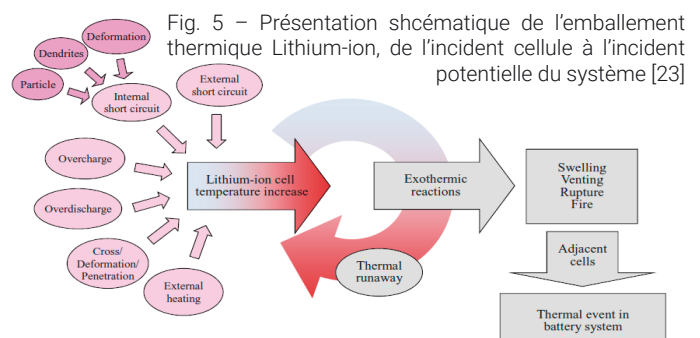 Fig. 5 – Présentation shcématique de l'emballement
thermique Lithium-ion, de l'incident cellule à l'incident
potentielle du système [23]
Deformation
Dendrites
Particle
Internal
short circuit
External
short circuit
Overcharge
Overdischarge
Cross/
Deformation/
Penetration
External
heating
Lithium-ion cell
temperature increase
Exothermic
reactions
Thermal
runaway
Swelling
Venting
Rupture
Fire
Adjacent
cells
Thermal event in
battery system